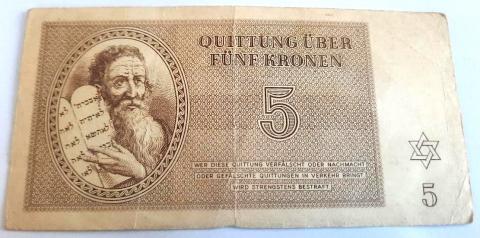 QUITTUNG ÜBER
FÜNF KRONEN
5
WER DIESE QUITTUNG VERFÄLSCHT ODER NACHMACHT
ODER GEFÄLSCHTE QUITTUNGEN IN VERKEHR BRINGT,
WIRD STRENGSTENS BESTRAFT.
5